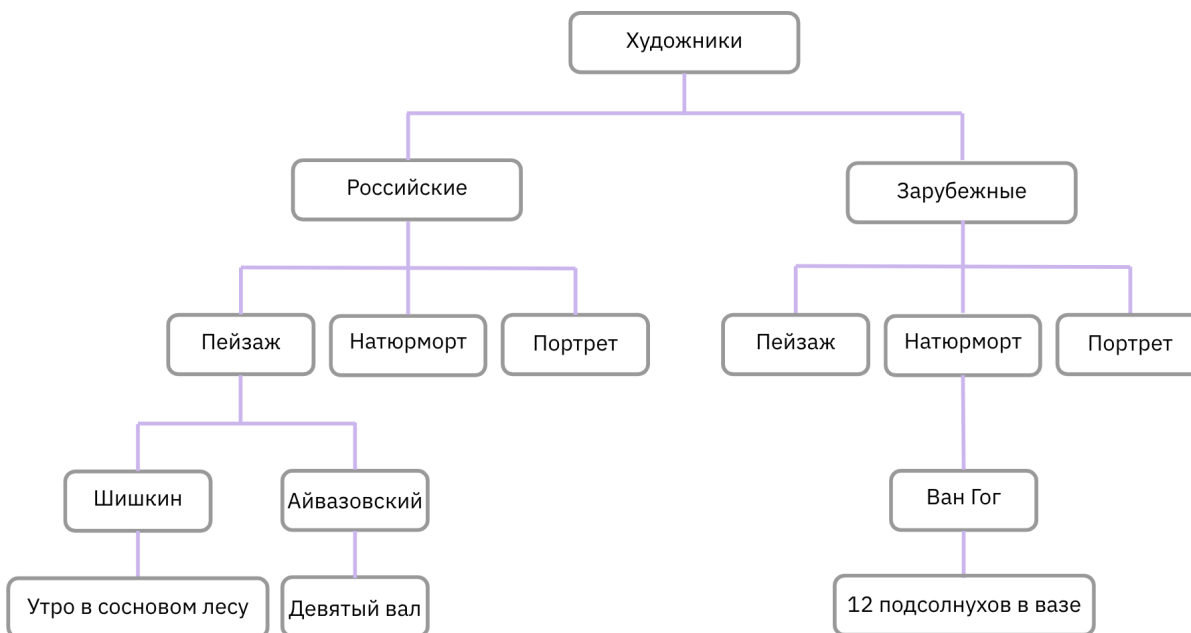 Художники
Российские
Зарубежные
Пейзаж
Натюрморт
Портрет
Пейзаж
Натюрморт
Портрет
Шишкин
Айвазовский
Ван Гог
Утро в сосновом лесу
Девятый вал
12 подсолнухов в вазе